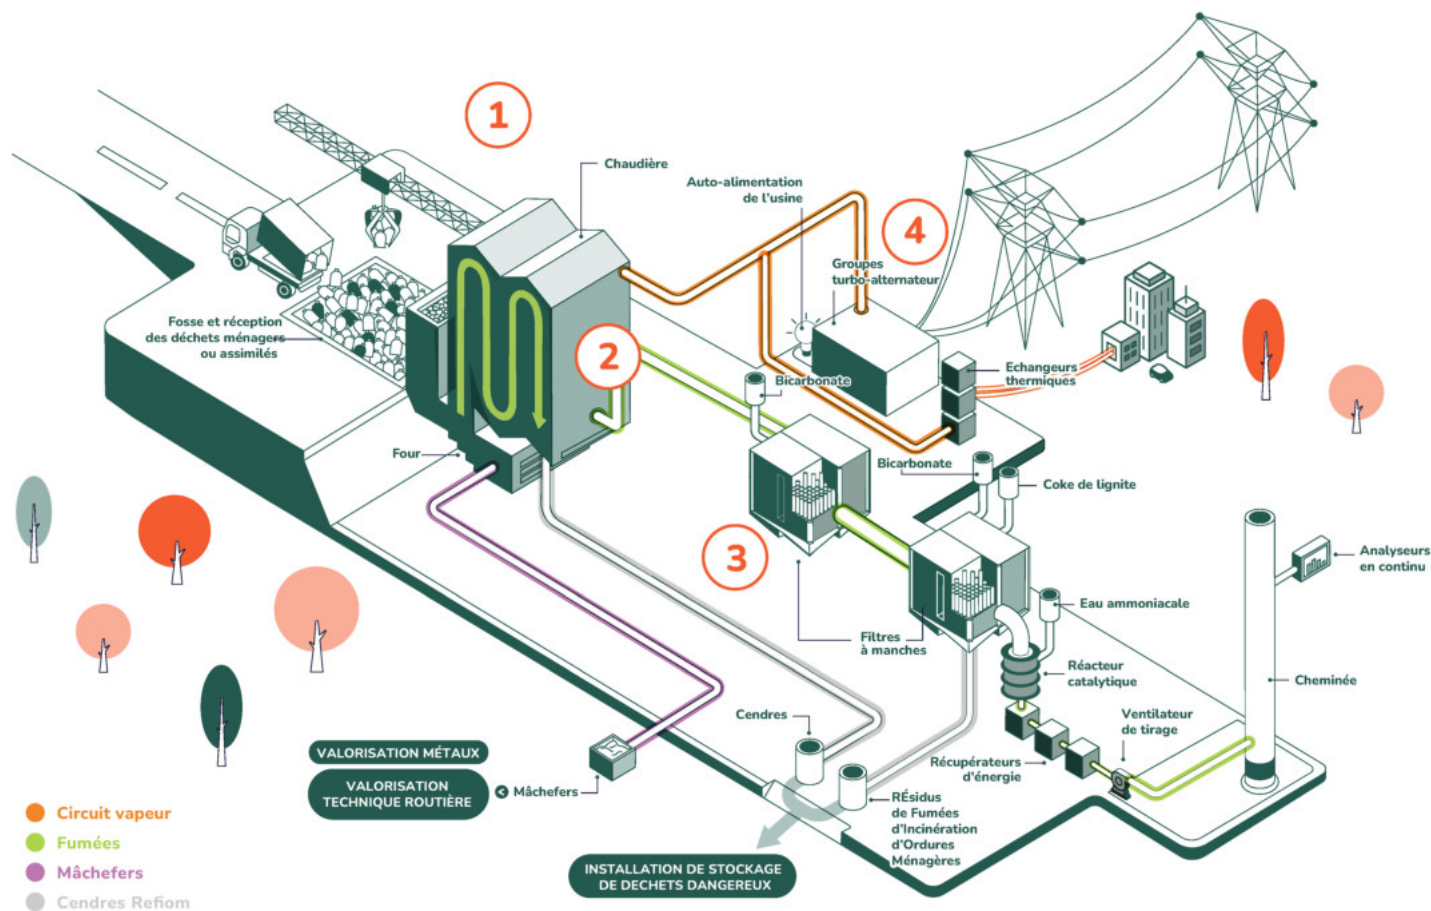 1
Chaudière
Auto-alimentation
de l'usine
4
Groupes
turbo-alternateur
Fosse et réception
des déchets ménagers
ou assimilés
2
Bicarbonate
Echangeurs
thermiques
Four
Bicarbonate
Coke de lignite
3
Analyseurs
en continu
Eau ammoniacale
Filtres
à manches
Réacteur
catalytique
Cheminée
Cendres
Ventilateur
de tirage
VALORISATION MÉTAUX
Récupérateurs
d'énergie
VALORISATION
TECHNIQUE ROUTIÈRE
Mâchefers
RÉsidus
de Fumées
d'Incinération
d'Ordures
Ménagères
INSTALLATION DE STOCKAGE
DE DECHETS DANGEREUX
Circuit vapeur
Fumées
Mâchefers
Cendres Refiom